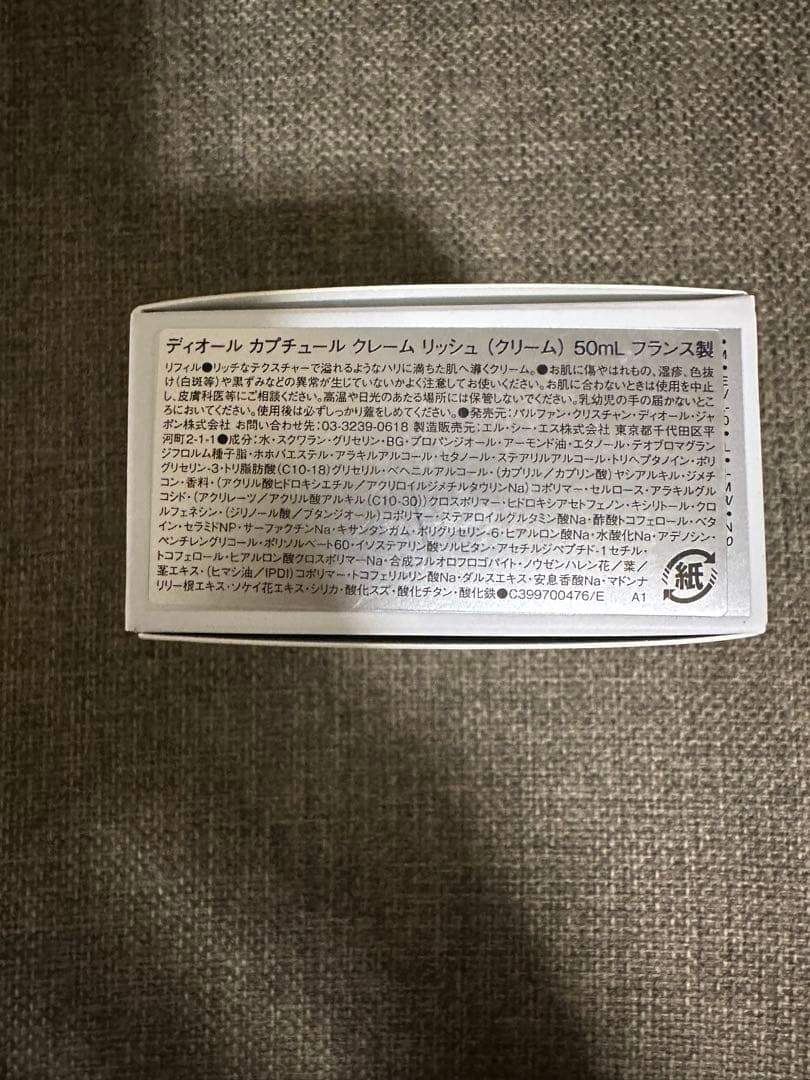 ディオール カプチュール クレーム リッシュ（クリーム）50mL フランス製
リフィル●リッチなテクスチャーで溢れるようなハリに満ちた肌へ導くクリーム。●お肌に傷やはれもの、湿疹、色抜
け(白斑等)や黒ずみなどの異常が生じていないかよく注意してお使いください。お肌に合わないときは使用を中止
し、皮膚科医等にご相談ください。高温や日光のあたる場所には保管しないでください。乳幼児の手の届かないとこ
ろにおいてください。使用後は必ずしっかり蓋をしめてください。●発売元：パルファン・クリスチャン・ディオール・ジャ
ポン株式会社 お問い合わせ先：03-3239-0618 製造販売元：エル・シー・エス株式会社 東京都千代田区平
河町2-1-1●成分：水・スクワラン・グリセリン・BG・プロパンジオール・アーモンド油・エタノール・テオブロマグラン
ジフロルム種子脂・ホホバエステル・アラキルアルコール・セタノール・ステアリルアルコール・トリヘプタノイン・ポリ
グリセリン-3・トリ脂肪酸(C10-18)グリセリル・ベヘニルアルコール・(カプリル／カプリン酸)ヤシアルキル・ジメチ
コン・香料・(アクリル酸ヒドロキシエチル／アクリロイルジメチルタウリンNa)コポリマー・セルロース・アラキルグル
コシド・(アクリレーツ／アクリル酸アルキル(C10-30))クロスポリマー・ヒドロキシアセトフェノン・キシリトール・クロ
ルフェネシン・(ジリノール酸／ブタンジオール)コポリマー・ステアロイルグルタミン酸Na・酢酸トコフェロール・ベタ
イン・セラミドNP・サーファクチンNa・キサンタンガム・ポリグリセリン-6・ヒアルロン酸Na・水酸化Na・アデノシン・
ペンチレングリコール・ポリソルベート60・イソステアリン酸ソルビタン・アセチルジペプチド-1セチル・
トコフェロール・ヒアルロン酸クロスポリマーNa・合成フルオロフロゴパイト・ノウゼンハレン花／葉／
茎エキス・(ヒマシ油／IPDI)コポリマー・トコフェリルリン酸Na・ダルスエキス・安息香酸Na・マドンナ
リリー根エキス・ソケイ花エキス・シリカ・酸化スズ・酸化チタン・酸化鉄●C399700476/E A1
紙